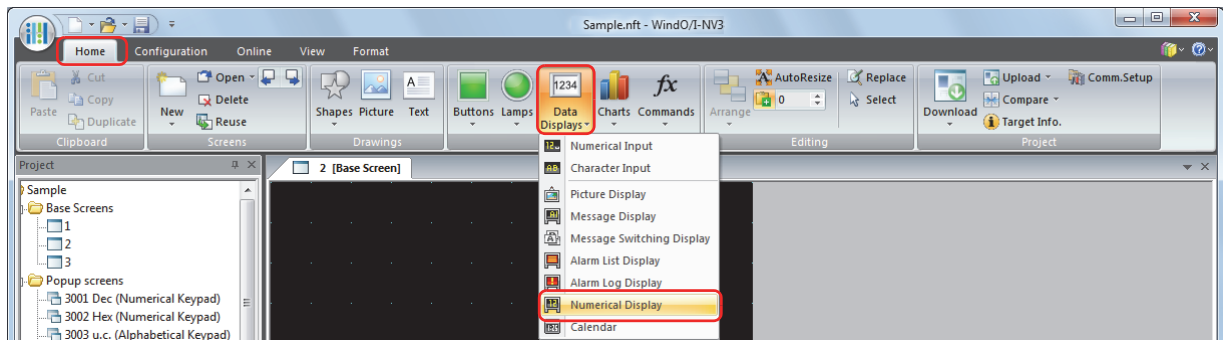 Sample.nft - WindO/I-NV3
Home Configuration Online View Format
Cut
Copy
Duplicate
Paste
Clipboard
New
Open
Delete
Reuse
Screens
Shapes Picture Text
Drawings
Buttons Lamps
1234
Data
Displays
Charts
fx
Commands
Arrange
AutoResize
0
Replace
Select
Editing
Download
Upload
Compare
Target Info.
Comm.Setup
Project
Numerical Input
Character Input
Picture Display
Message Display
Message Switching Display
Alarm List Display
Alarm Log Display
Numerical Display
Calendar
Project
Sample
Base Screens
1
2
3
Popup screens
3001 Dec (Numerical Keypad)
3002 Hex (Numerical Keypad)
3003 u.c. (Alphabetical Keypad)
2 [Base Screen]